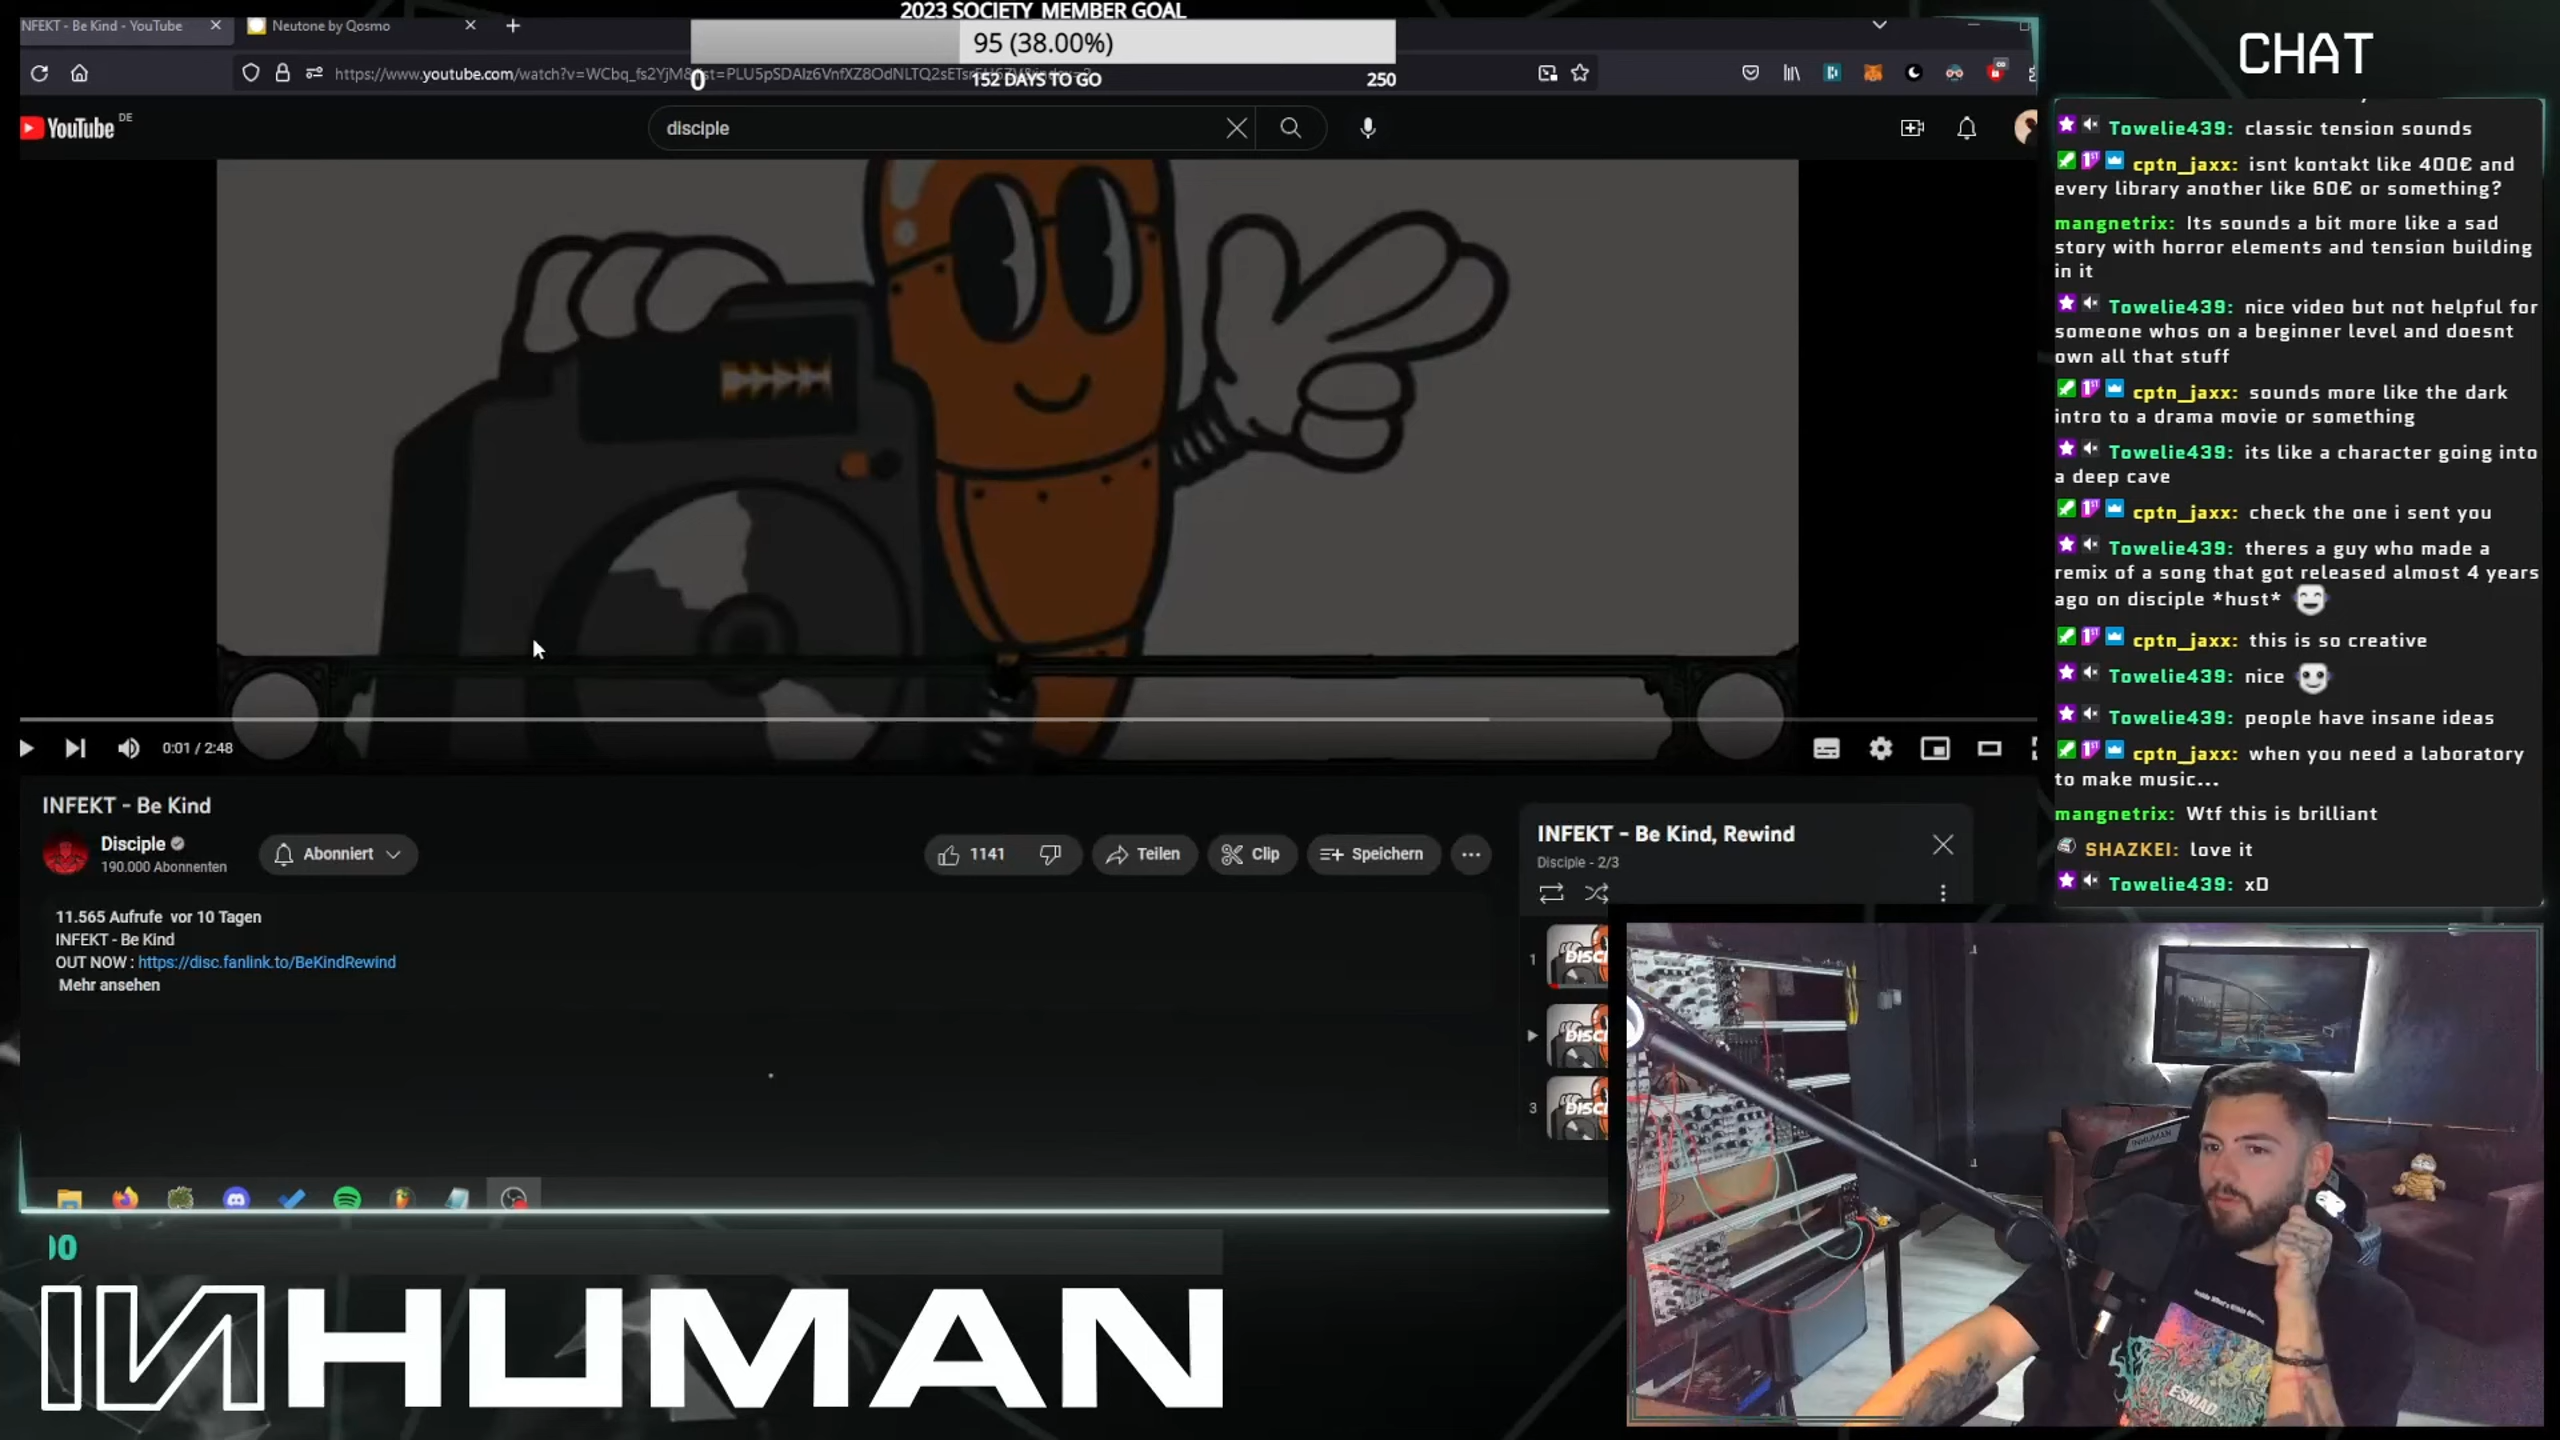 2023 SOCIETY MEMBER GOAL
95 (38.00%)
0
152 DAYS TO GO
250
NFEKT - Be Kind - YouTube
Neutone by Qosmo
YouTube DE
disciple
0:01 / 2:48
INFEKT - Be Kind
Disciple
190.000 Abonnenten
Abonniert
1141
Teilen
Clip
Speichern
11.565 Aufrufe vor 10 Tagen
INFEKT - Be Kind
OUT NOW : https://disc.fanlink.to/BeKindRewind
Mehr ansehen
INFEKT - Be Kind, Rewind
Disciple - 2/3
1
DISCI
DISCI
3
DISCI
INHUMAN
CHAT
Towelie439: classic tension sounds
cptn_jaxx: isnt kontakt like 400€ and
every library another like 60€ or something?
mangnetrix: Its sounds a bit more like a sad
story with horror elements and tension building
in it
Towelie439: nice video but not helpful for
someone whos on a beginner level and doesnt
own all that stuff
cptn_jaxx: sounds more like the dark
intro to a drama movie or something
Towelie439: its like a character going into
a deep cave
cptn_jaxx: check the one i sent you
Towelie439: theres a guy who made a
remix of a song that got released almost 4 years
ago on disciple *hust*
cptn_jaxx: this is so creative
Towelie439: nice
Towelie439: people have insane ideas
cptn_jaxx: when you need a laboratory
to make music...
mangnetrix: Wtf this is brilliant
SHAZKEI: love it
Towelie439: xD